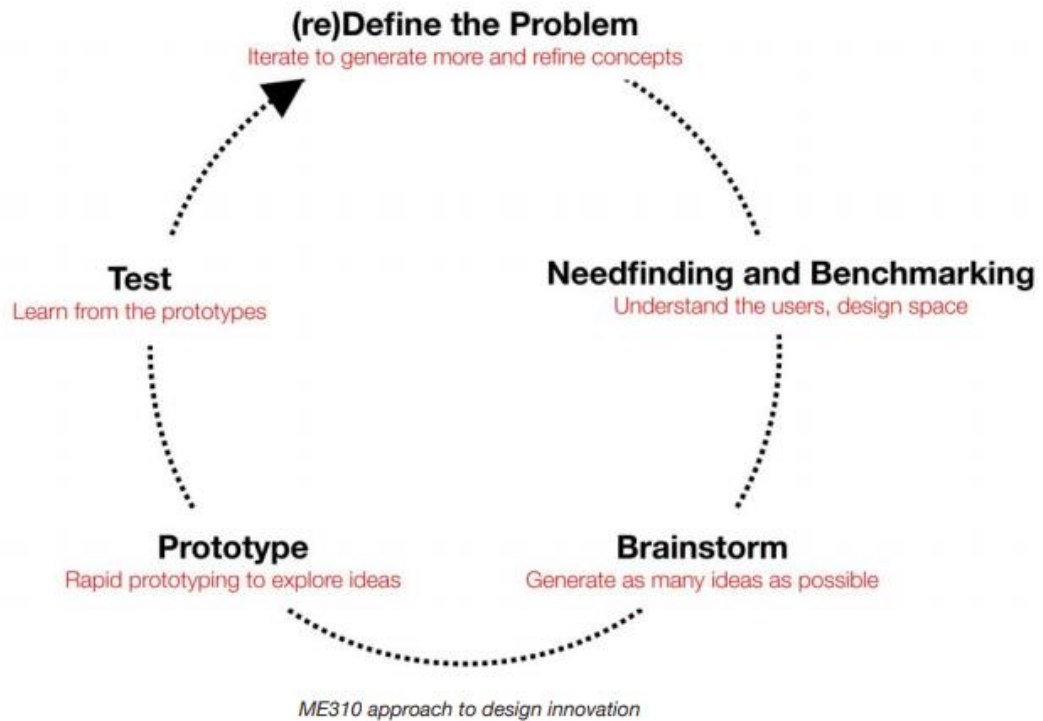 (re)Define the Problem
Iterate to generate more and refine concepts
Needfinding and Benchmarking
Understand the users, design space
Brainstorm
Generate as many ideas as possible
Prototype
Rapid prototyping to explore ideas
Test
Learn from the prototypes
ME310 approach to design innovation